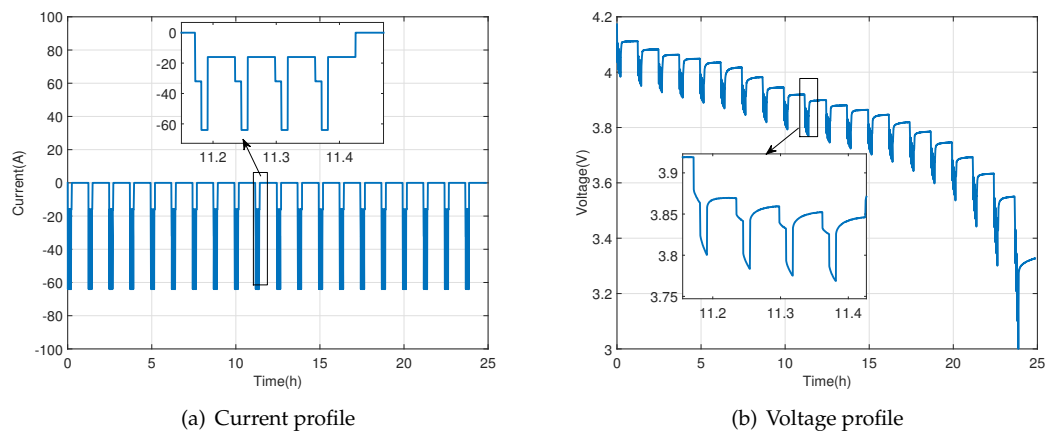 100
80
60
40
20
0
-20
-40
-60
-80
-100
Current(A)
0 5 10 15 20 25
Time(h)
0
-20
-40
-60
11.2 11.3 11.4
(a) Current profile
4.2
4
3.8
3.6
3.4
3.2
3
Voltage(V)
0 5 10 15 20 25
Time(h)
3.9
3.85
3.8
3.75
11.2 11.3 11.4
(b) Voltage profile